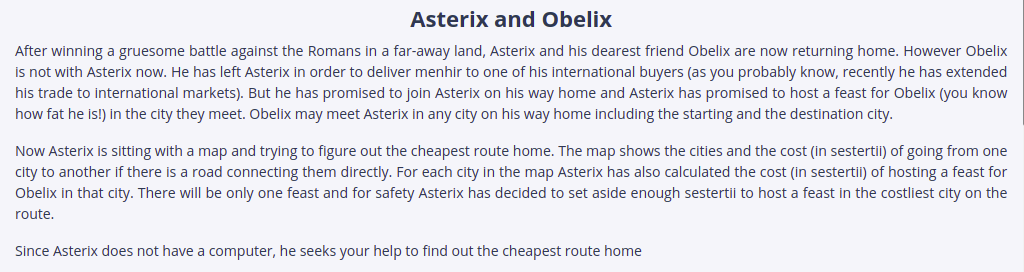 Asterix and Obelix
After winning a gruesome battle against the Romans in a far-away land, Asterix and his dearest friend Obelix are now returning home. However Obelix
is not with Asterix now. He has left Asterix in order to deliver menhir to one of his international buyers (as you probably know, recently he has extended
his trade to international markets). But he has promised to join Asterix on his way home and Asterix has promised to host a feast for Obelix (you know
how fat he is!) in the city they meet. Obelix may meet Asterix in any city on his way home including the starting and the destination city.
Now Asterix is sitting with a map and trying to figure out the cheapest route home. The map shows the cities and the cost (in sestertii) of going from one
city to another if there is a road connecting them directly. For each city in the map Asterix has also calculated the cost (in sestertii) of hosting a feast for
Obelix in that city. There will be only one feast and for safety Asterix has decided to set aside enough sestertii to host a feast in the costliest city on the
route.
Since Asterix does not have a computer, he seeks your help to find out the cheapest route home